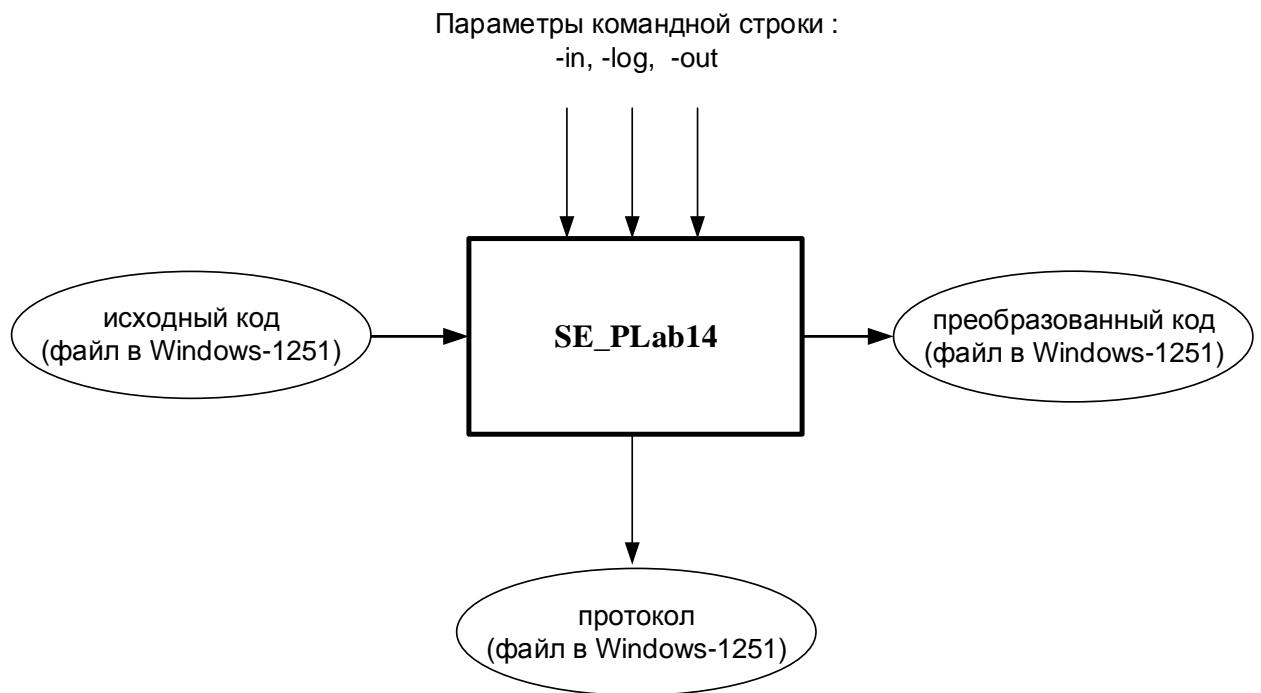 Параметры командной строки :
-in, -log, -out
исходный код
(файл в Windows-1251)
SE_PLab14
преобразованный код
(файл в Windows-1251)
протокол
(файл в Windows-1251)